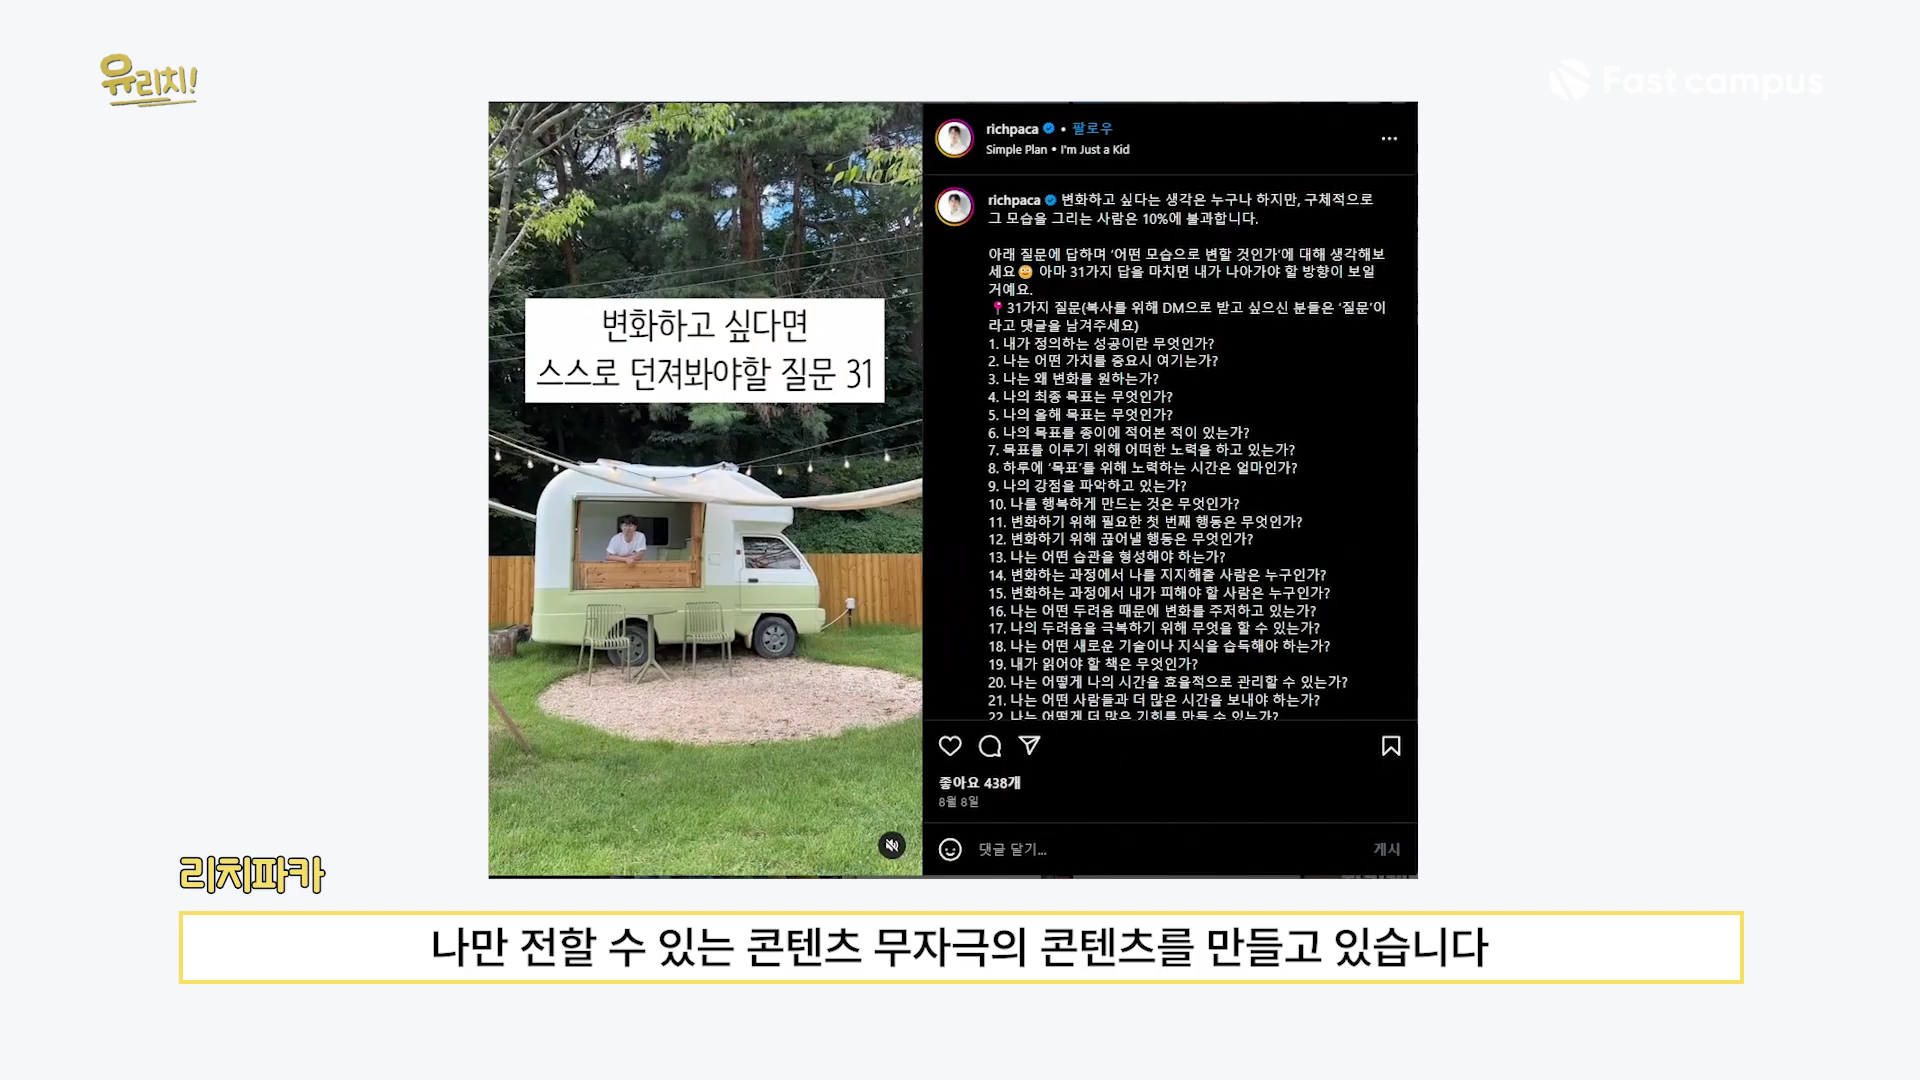 유리치!
Fast campus
변화하고 싶다면
스스로 던져봐야할 질문 31
richpaca • 팔로우
Simple Plan • I'm Just a Kid
richpaca 변화하고 싶다는 생각은 누구나 하지만, 구체적으로
그 모습을 그리는 사람은 10%에 불과합니다.
아래 질문에 답하며 ‘어떤 모습으로 변할 것인가’에 대해 생각해보
세요 아마 31가지 답을 마치면 내가 나아가야 할 방향이 보일
거예요.
31가지 질문(복사를 위해 DM으로 받고 싶으신 분들은 ‘질문’이
라고 댓글을 남겨주세요)
1. 내가 정의하는 성공이란 무엇인가?
2. 나는 어떤 가치를 중요시 여기는가?
3. 나는 왜 변화를 원하는가?
4. 나의 최종 목표는 무엇인가?
5. 나의 올해 목표는 무엇인가?
6. 나의 목표를 종이에 적어본 적이 있는가?
7. 목표를 이루기 위해 어떠한 노력을 하고 있는가?
8. 하루에 ‘목표’를 위해 노력하는 시간은 얼마인가?
9. 나의 강점을 파악하고 있는가?
10. 나를 행복하게 만드는 것은 무엇인가?
11. 변화하기 위해 필요한 첫 번째 행동은 무엇인가?
12. 변화하기 위해 끊어낼 행동은 무엇인가?
13. 나는 어떤 습관을 형성해야 하는가?
14. 변화하는 과정에서 나를 지지해줄 사람은 누구인가?
15. 변화하는 과정에서 내가 피해야 할 사람은 누구인가?
16. 나는 어떤 두려움 때문에 변화를 주저하고 있는가?
17. 나의 두려움을 극복하기 위해 무엇을 할 수 있는가?
18. 나는 어떤 새로운 기술이나 지식을 습득해야 하는가?
19. 내가 읽어야 할 책은 무엇인가?
20. 나는 어떻게 나의 시간을 효율적으로 관리할 수 있는가?
21. 나는 어떤 사람들과 더 많은 시간을 보내야 하는가?
22. 나는 어떻게 더 많은 기회를 만들 수 있는가?
좋아요 438개
8월 8일
댓글 달기...
게시
리치파카
나만 전할 수 있는 콘텐츠 무자극의 콘텐츠를 만들고 있습니다